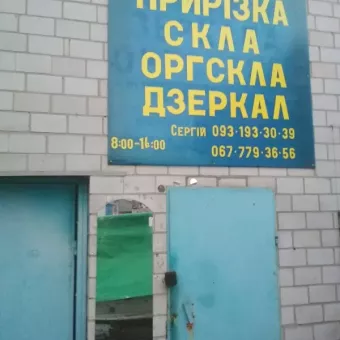 ПРИРІЗКА
СКЛА
ОРГСКЛА
ДЗЕРКАЛ
СЕРГІЙ 093-193-30-39
8:00-16:00 067-779-36-56